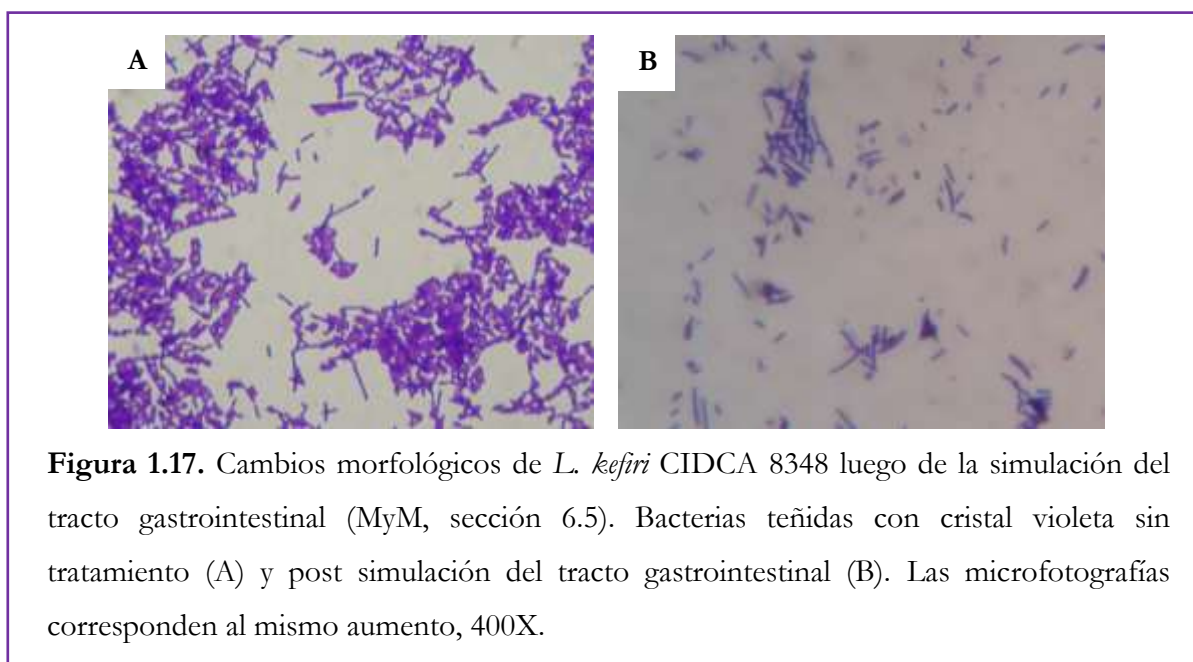 A
B
Figura 1.17. Cambios morfológicos de L. kefiri CIDCA 8348 luego de la simulación del
tracto gastrointestinal (MyM, sección 6.5). Bacterias teñidas con cristal violeta sin
tratamiento (A) y post simulación del tracto gastrointestinal (B). Las microfotografías
corresponden al mismo aumento, 400X.